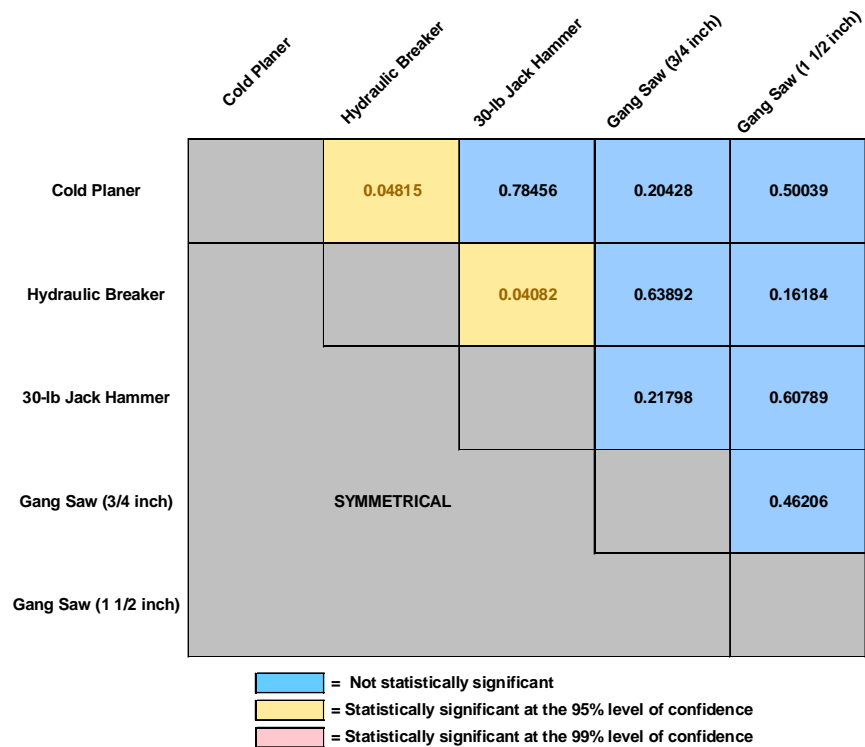 Cold Planer
Hydraulic Breaker
30-lb Jack Hammer
Gang Saw (3/4 inch)
Gang Saw (1 1/2 inch)
Cold Planer 0.04815 0.78456 0.20428 0.50039
Hydraulic Breaker 0.04082 0.63892 0.16184
30-lb Jack Hammer 0.21798 0.60789
Gang Saw (3/4 inch) SYMMETRICAL 0.46206
Gang Saw (1 1/2 inch)
= Not statistically significant
= Statistically significant at the 95% level of confidence
= Statistically significant at the 99% level of confidence